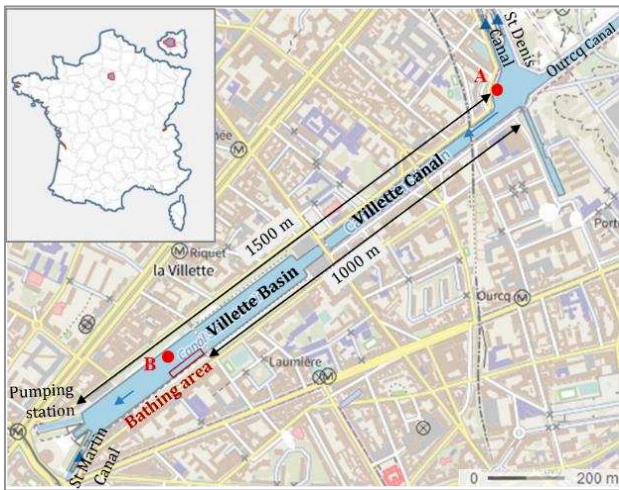 St Denis
Canal
Ourcq Canal
A
Villette Canal
1500 m
1000 m
Riquet
la Villette
Villette Basin
Canal
Ourcq
Porte
B
Laumière
Bathing area
Pumping
station
St Martin
Canal
0 200 m